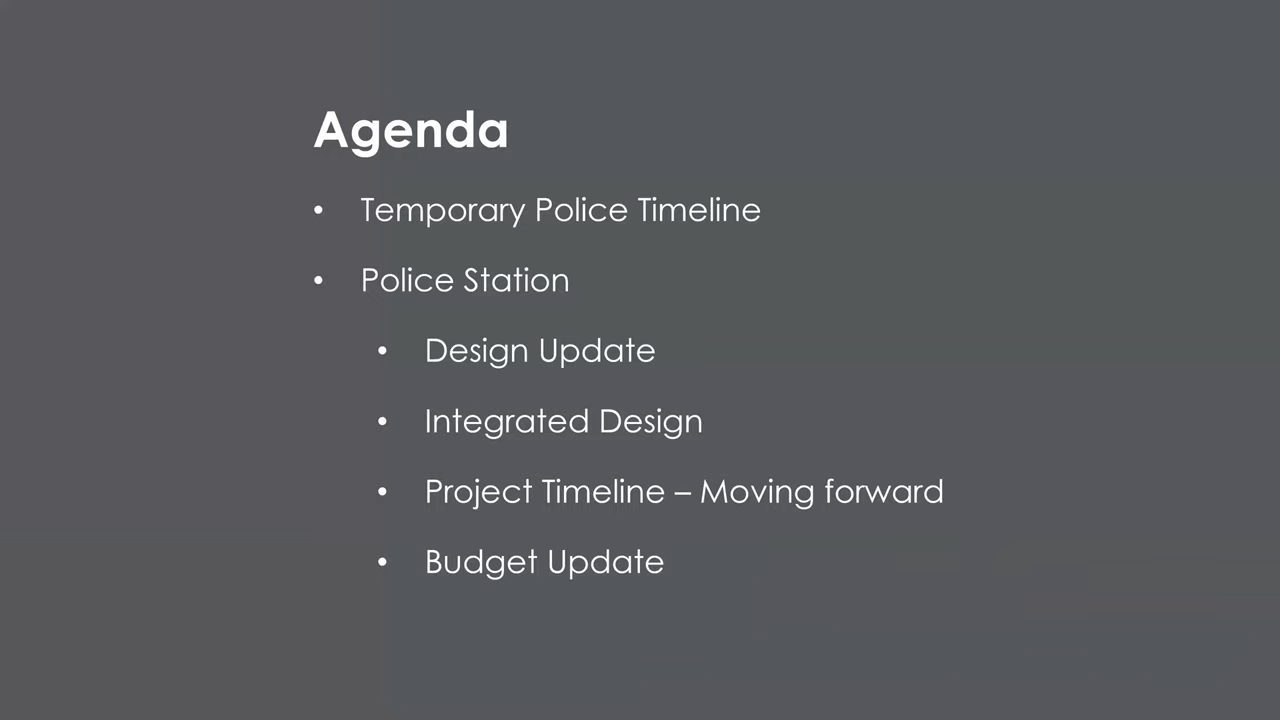 Agenda
• Temporary Police Timeline
• Police Station
• Design Update
• Integrated Design
• Project Timeline – Moving forward
• Budget Update